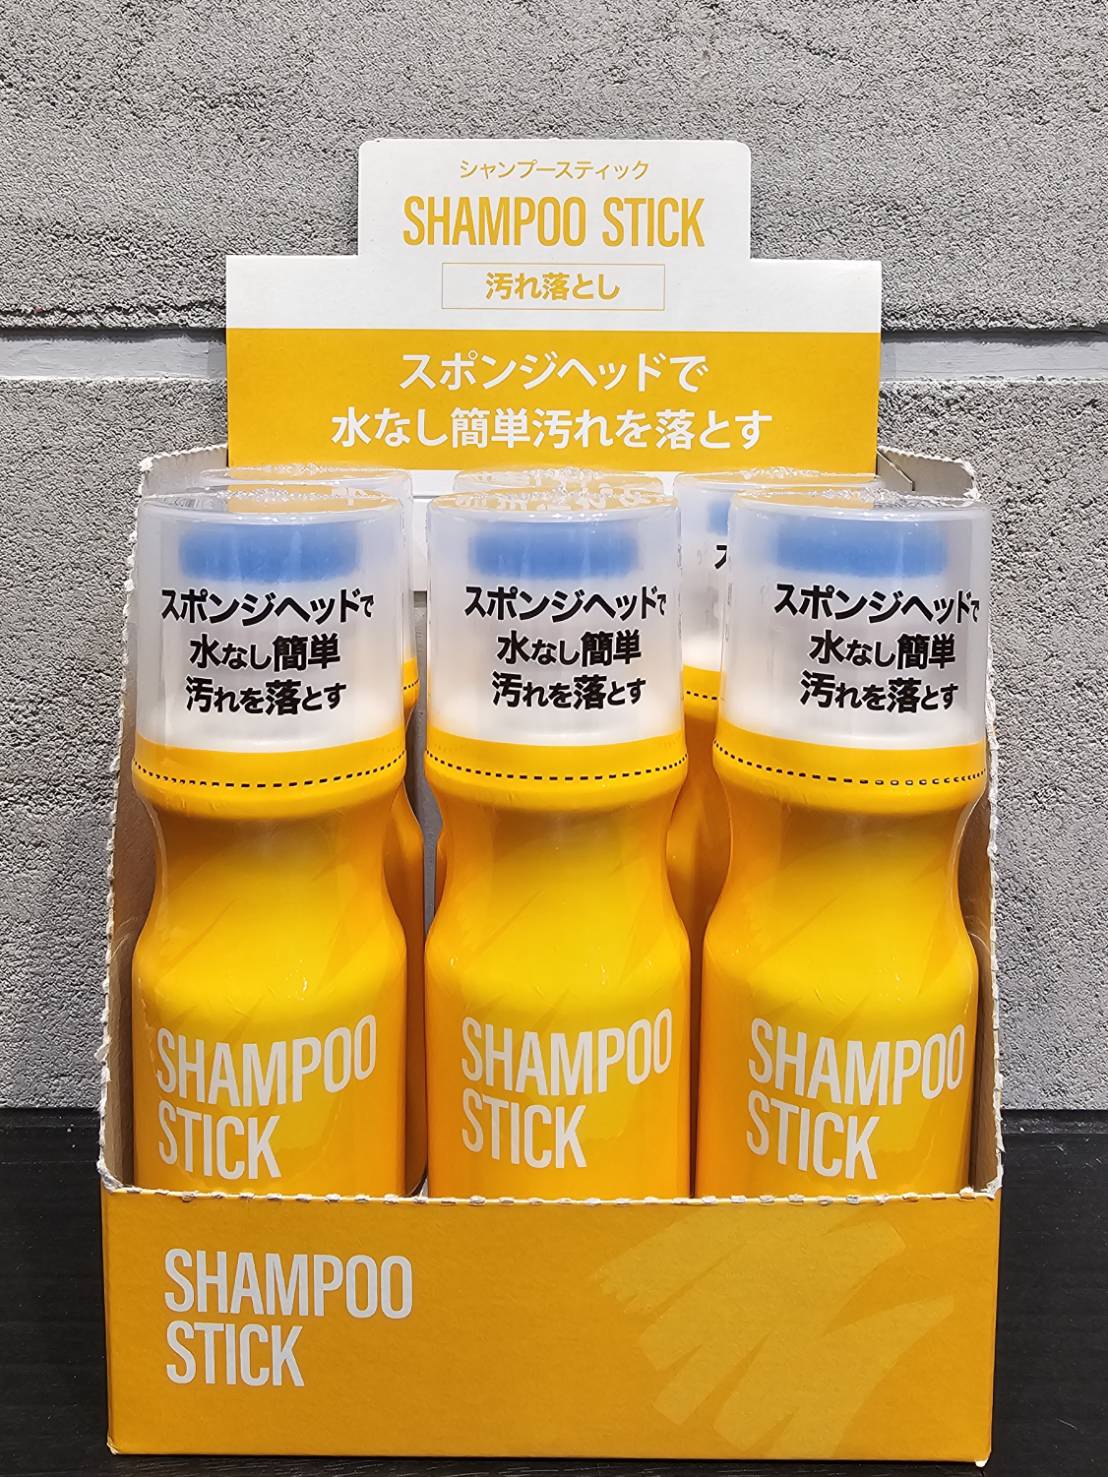 シャンプースティック
SHAMPOO STICK
汚れ落とし
スポンジヘッドで
水なし簡単汚れを落とす
スポンジヘッドで
水なし簡単
汚れを落とす
スポンジヘッドで
水なし簡単
汚れを落とす
スポンジヘッドで
水なし簡単
汚れを落とす
SHAMPOO
STICK
SHAMPOO
STICK
SHAMPOO
STICK
SHAMPOO
STICK